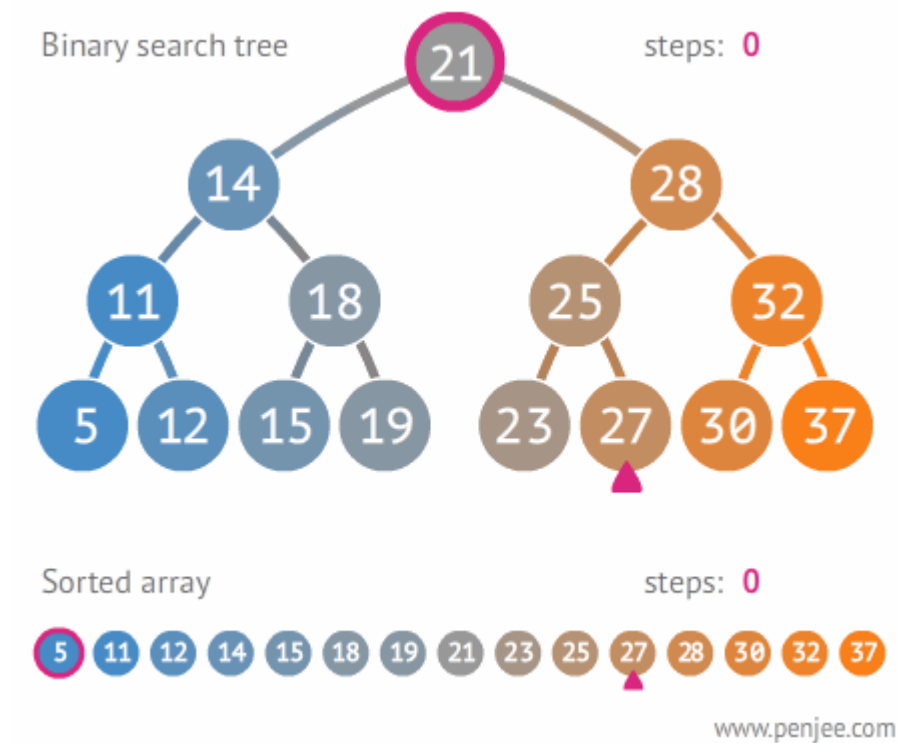 Binary search tree
steps: 0
21
14 28
11 18 25 32
5 12 15 19 23 27 30 37
Sorted array
steps: 0
5 11 12 14 15 18 19 21 23 25 27 28 30 32 37
www.penjee.com